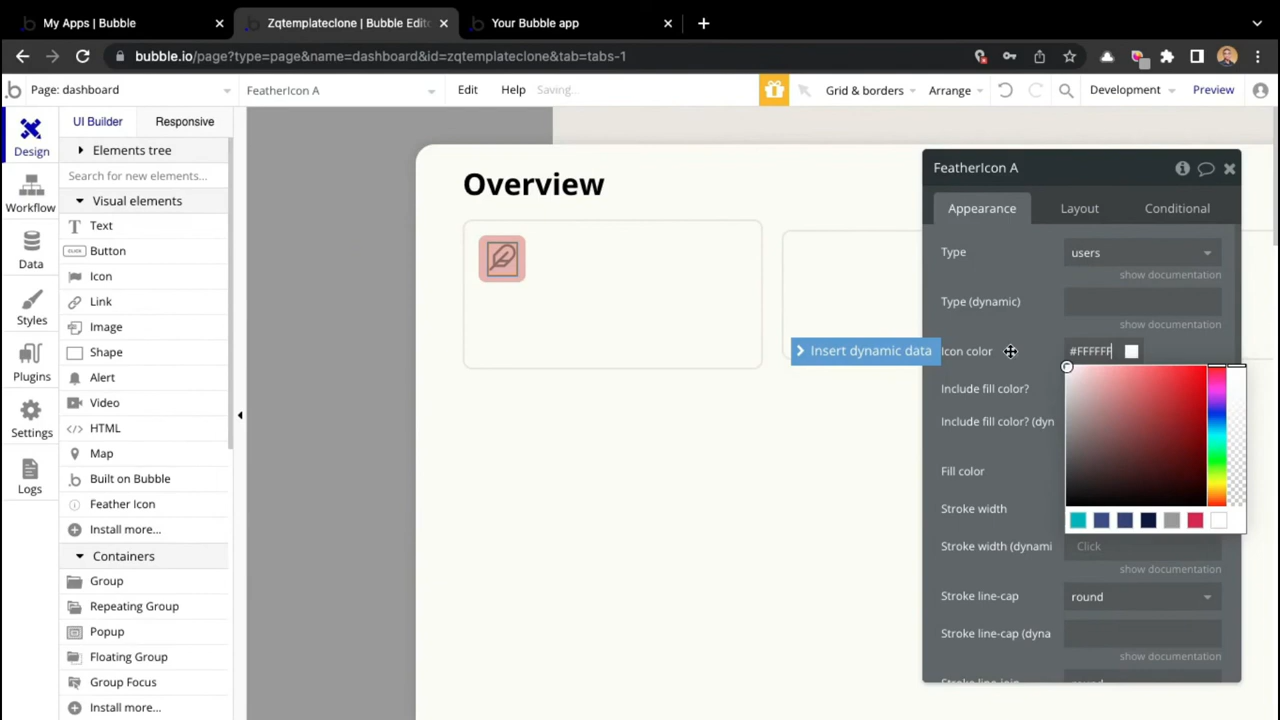 My Apps | Bubble
Zqtemplateclone | Bubble Edito
Your Bubble app
bubble.io/page?type=page&name=dashboard&id=zqtemplateclone&tab=tabs-1
Page: dashboard
FeatherIcon A
Edit
Help
Saving...
Grid & borders
Arrange
Development
Preview
Design
Workflow
Data
Styles
Plugins
Settings
Logs
UI Builder
Responsive
Elements tree
Search for new elements...
Visual elements
Text
CLICK
Button
Icon
Link
Image
Shape
Alert
Video
HTML
Map
Built on Bubble
Feather Icon
Install more...
Containers
Group
Repeating Group
Popup
Floating Group
Group Focus
Install more...
Overview
Insert dynamic data
FeatherIcon A
Appearance
Layout
Conditional
Type
users
show documentation
Type (dynamic)
show documentation
Icon color
#FFFFFF
Include fill color?
Include fill color? (dyn
Fill color
Stroke width
Stroke width (dynami
Click
show documentation
Stroke line-cap
round
Stroke line-cap (dyna
show documentation
Stroke line-join
round